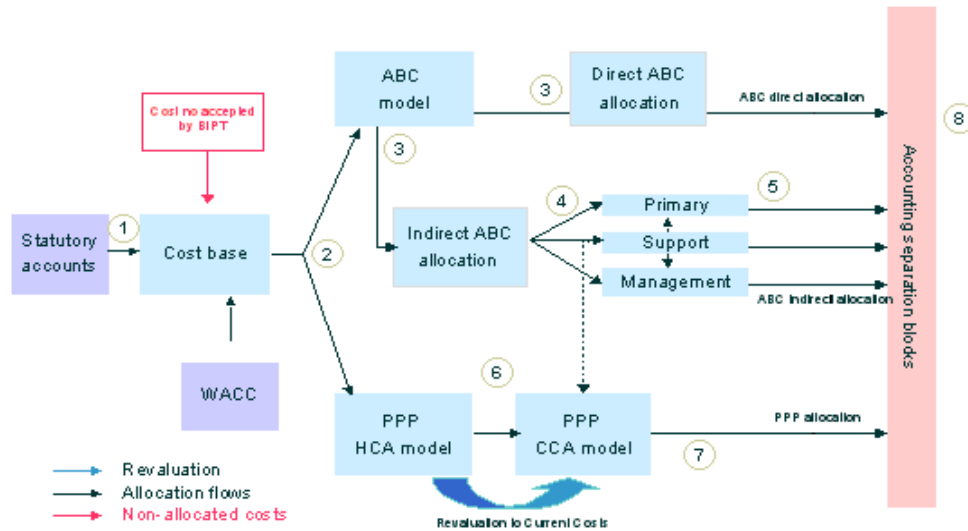 ABC
model
3
Direct ABC
allocation
ABC direct allocation
8
Cost no accepted
by BIPT
3
Accounting separation blocks
4
Primary
5
Statutory
accounts
1
Cost base
2
Indirect ABC
allocation
Support
Management
ABC indirect allocation
WACC
6
PPP
HCA model
PPP
CCA model
PPP allocation
7
Revaluation
Allocation flows
Non-allocated costs
Revaluation to Current Costs